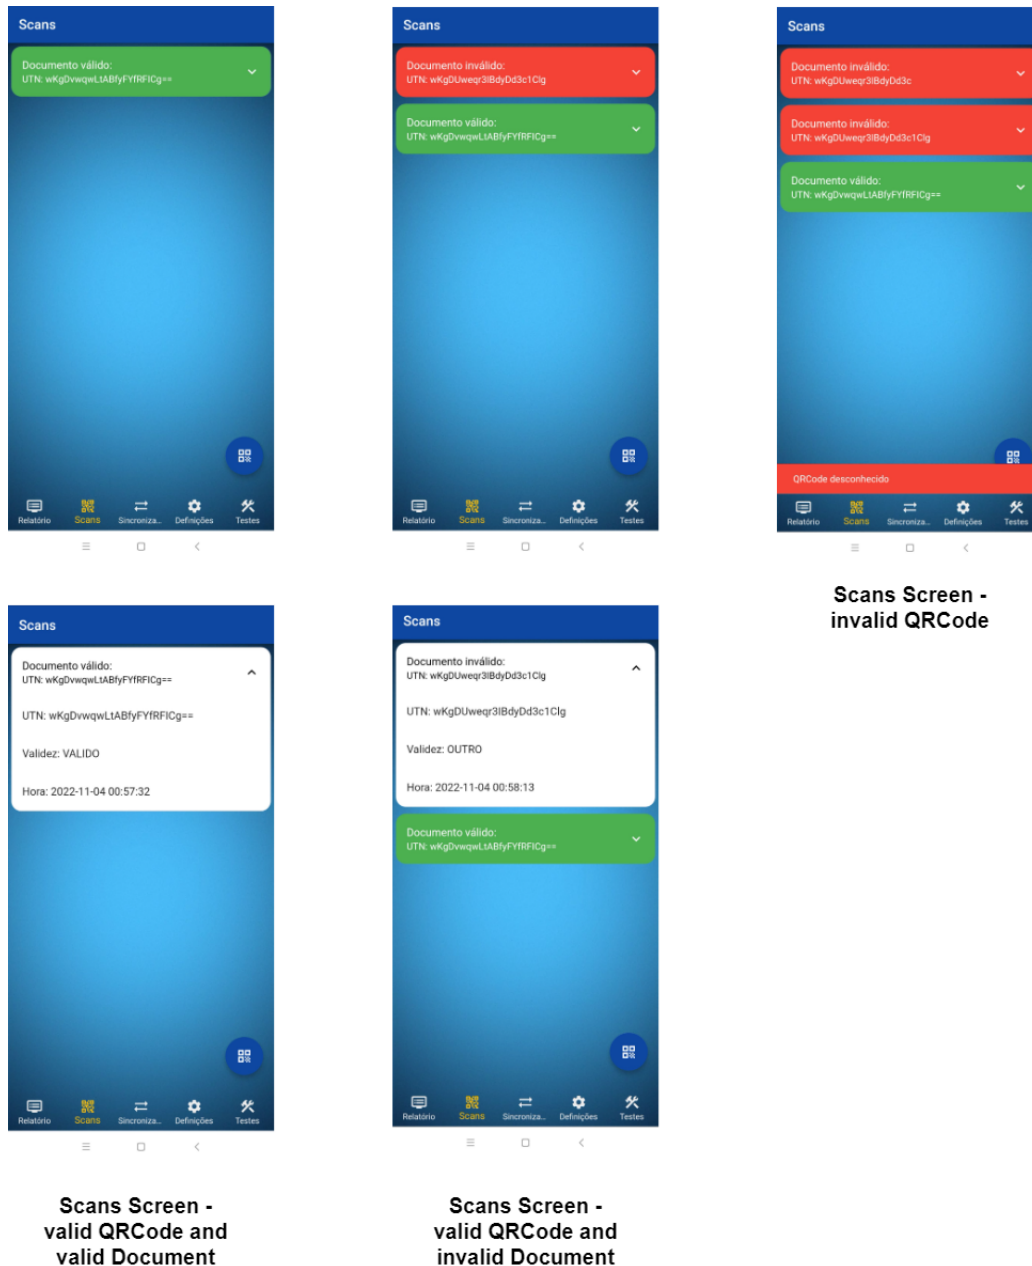 Scans
Documento válido:
UTN: wKgDvwqwLtABfyFYfRFICg==
Relatório
Scans
Sincroniza...
Definições
Testes
Scans
Documento inválido:
UTN: wKgDUweqr3IBdyDd3c1Clg
Documento válido:
UTN: wKgDvwqwLtABfyFYfRFICg==
Relatório
Scans
Sincroniza...
Definições
Testes
Scans
Documento inválido:
UTN: wKgDUweqr3IBdyDd3c
Documento inválido:
UTN: wKgDUweqr3IBdyDd3c1Clg
Documento válido:
UTN: wKgDvwqwLtABfyFYfRFICg==
QRCode desconhecido
Relatório
Scans
Sincroniza...
Definições
Testes
Scans Screen -
invalid QRCode
Scans
Documento válido:
UTN: wKgDvwqwLtABfyFYfRFICg==
UTN: wKgDvwqwLtABfyFYfRFICg==
Validez: VALIDO
Hora: 2022-11-04 00:57:32
Relatório
Scans
Sincroniza...
Definições
Testes
Scans Screen -
valid QRCode and
valid Document
Scans
Documento inválido:
UTN: wKgDUweqr3IBdyDd3c1Clg
UTN: wKgDUweqr3IBdyDd3c1Clg
Validez: OUTRO
Hora: 2022-11-04 00:58:13
Documento válido:
UTN: wKgDvwqwLtABfyFYfRFICg==
Relatório
Scans
Sincroniza...
Definições
Testes
Scans Screen -
valid QRCode and
invalid Document